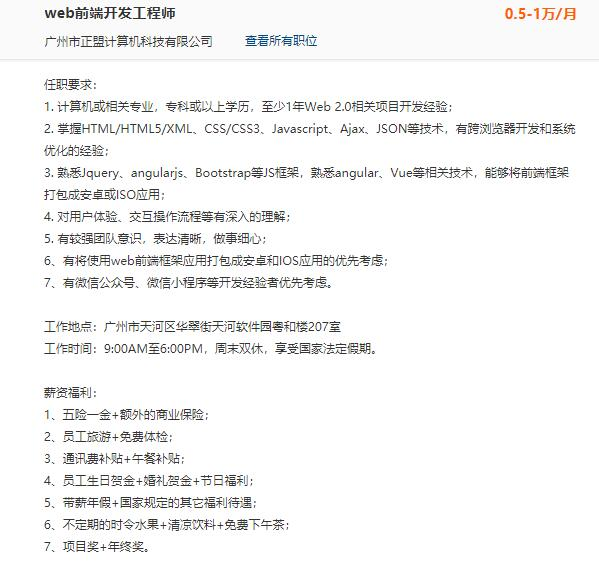 web前端开发工程师
0.5-1万/月
广州市正盟计算机科技有限公司 查看所有职位
任职要求：
1. 计算机或相关专业，专科或以上学历，至少1年Web 2.0相关项目开发经验；
2. 掌握HTML/HTML5/XML、CSS/CSS3、Javascript、Ajax、JSON等技术，有跨浏览器开发和系统
优化的经验；
3. 熟悉Jquery、angularjs、Bootstrap等JS框架，熟悉angular、Vue等相关技术，能够将前端框架
打包成安卓或ISO应用；
4. 对用户体验、交互操作流程等有深入的理解；
5. 有较强团队意识，表达清晰，做事细心；
6、有将使用web前端框架应用打包成安卓和IOS应用的优先考虑；
7、有微信公众号、微信小程序等开发经验者优先考虑。
工作地点：广州市天河区华翠街天河软件园粤和楼207室
工作时间：9:00AM至6:00PM，周末双休，享受国家法定假期。
薪资福利：
1、五险一金+额外的商业保险；
2、员工旅游+免费体检；
3、通讯费补贴+午餐补贴；
4、员工生日贺金+婚礼贺金+节日福利；
5、带薪年假+国家规定的其它福利待遇；
6、不定期的时令水果+清凉饮料+免费下午茶；
7、项目奖+年终奖。